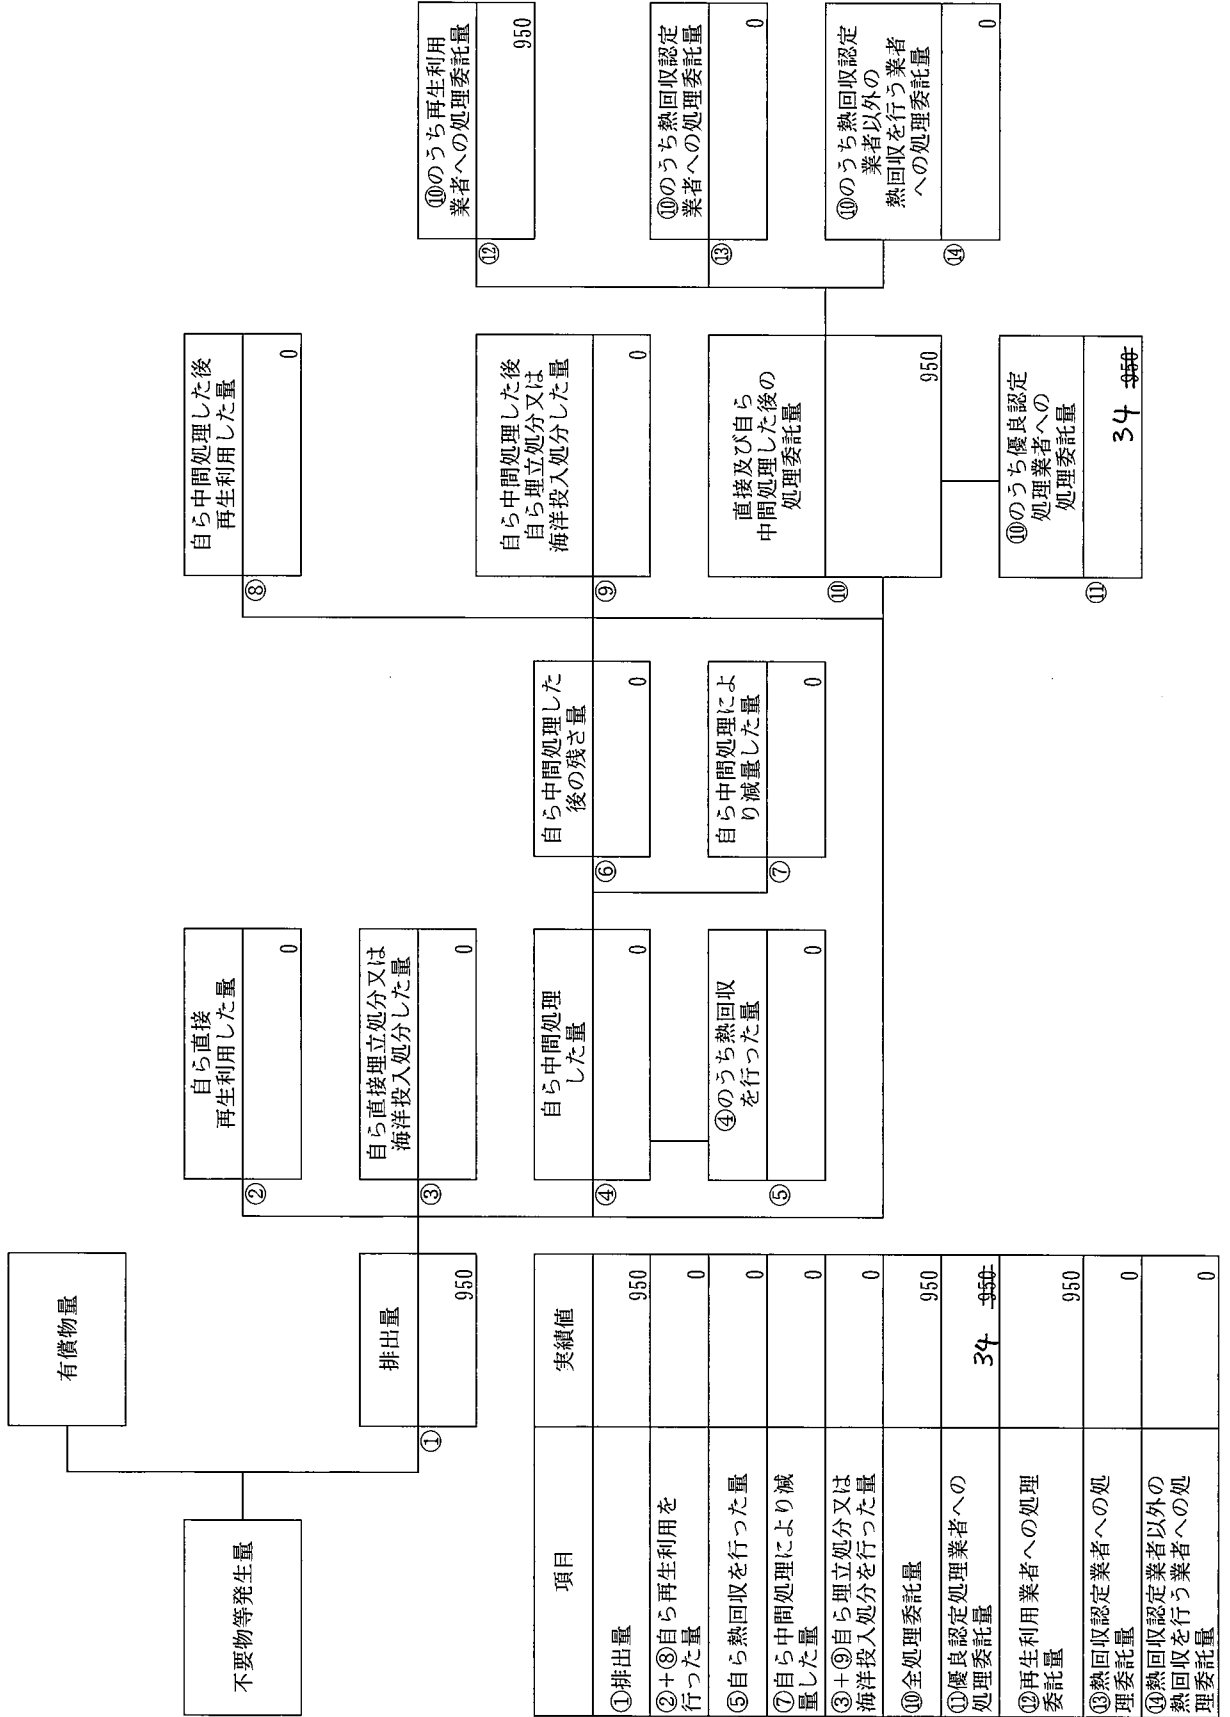 不要物等発生量
有償物量
排出量
①
950
自ら直接
再生利用した量
②
0
自ら直接埋立処分又は
海洋投入処分した量
③
0
自ら中間処理
した量
④
0
④のうち熱回収
を行った量
⑤
0
自ら中間処理した
後の残さ量
⑥
0
自ら中間処理によ
り減量した量
⑦
0
自ら中間処理した後
再生利用した量
⑧
0
自ら中間処理した後
自ら埋立処分又は
海洋投入処分した量
⑨
0
直接及び自ら
中間処理した後の
処理委託量
⑩
950
⑩のうち優良認定
処理業者への
処理委託量
⑪
34 950
⑩のうち再生利用
業者への処理委託量
⑫
950
⑩のうち熱回収認定
業者への処理委託量
⑬
0
⑩のうち熱回収認定
業者以外の
熱回収を行う業者
への処理委託量
⑭
0
項目 実績値
①排出量 950
②+⑧自ら再生利用を
行った量 0
⑤自ら熱回収を行った量 0
⑦自ら中間処理により減
量した量 0
③+⑨自ら埋立処分又は
海洋投入処分を行った量 0
⑩全処理委託量 950
⑪優良認定処理業者への
処理委託量 34 950
⑫再生利用業者への処理
委託量 950
⑬熱回収認定業者への処
理委託量 0
⑭熱回収認定業者以外の
熱回収を行う業者への処
理委託量 0